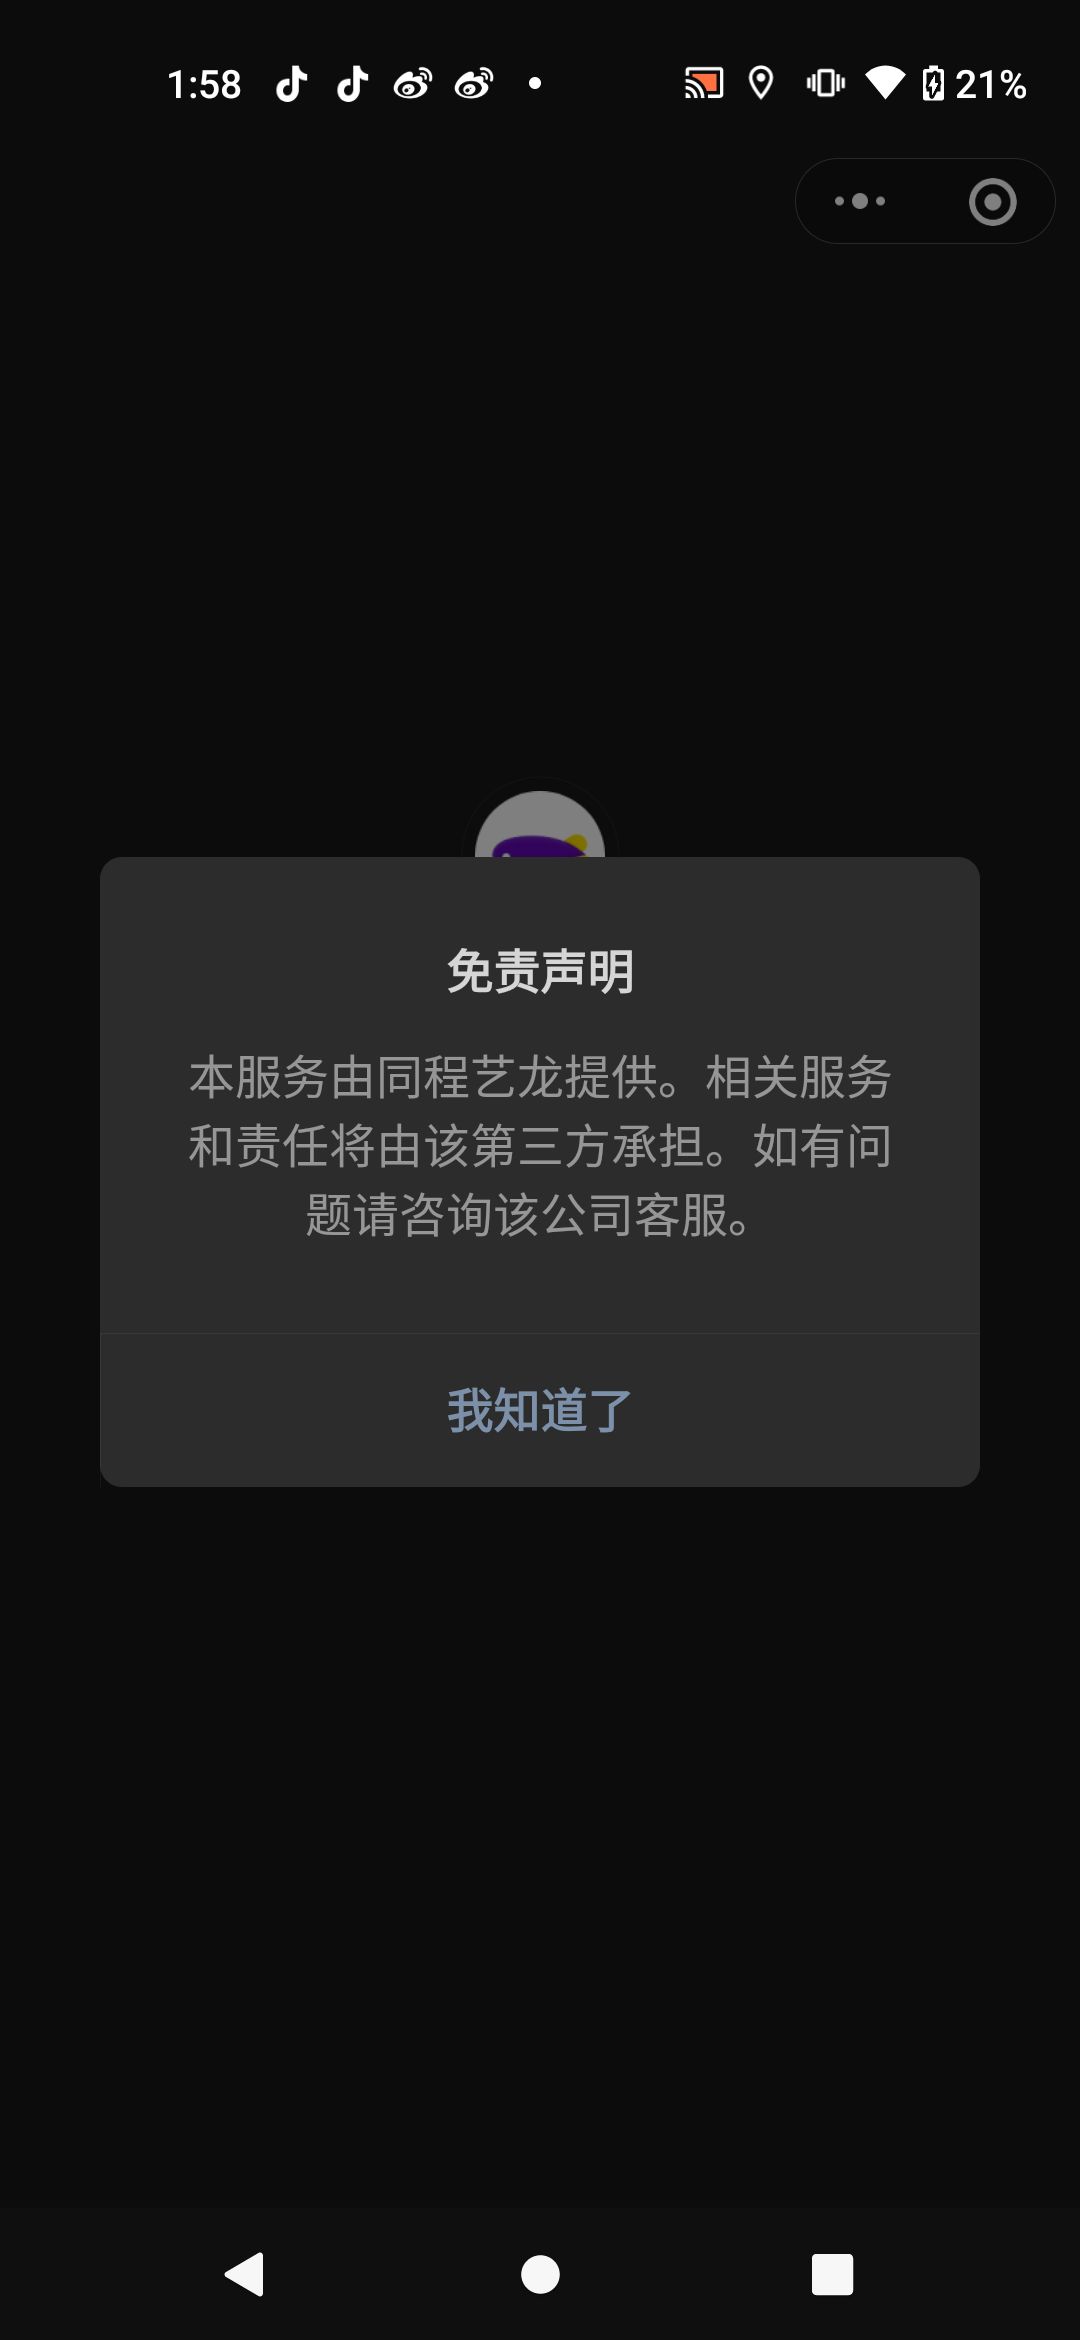 1:58
21%
免责声明
本服务由同程艺龙提供。相关服务
和责任将由该第三方承担。如有问
题请咨询该公司客服。
我知道了